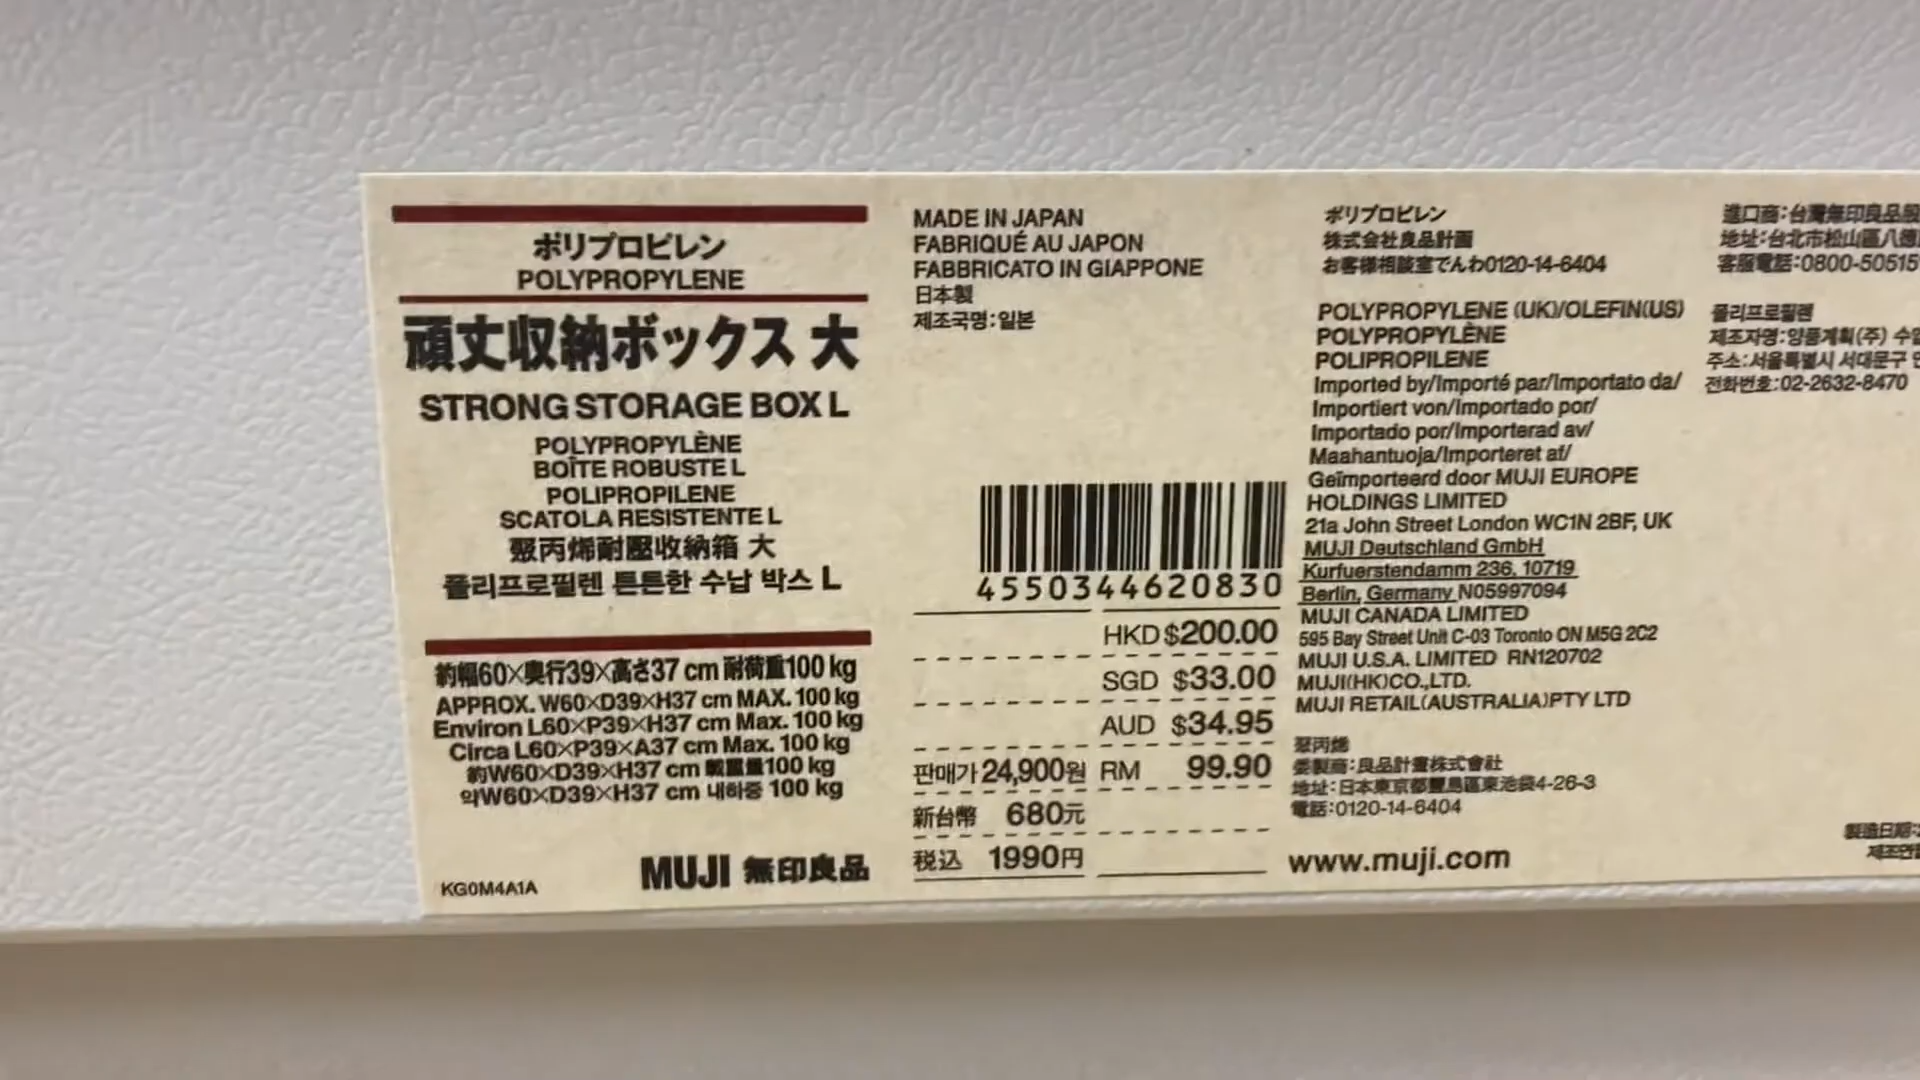 ポリプロピレン
POLYPROPYLENE
頑丈収納ボックス 大
STRONG STORAGE BOX L
POLYPROPYLÈNE
BOÎTE ROBUSTE L
POLIPROPILENE
SCATOLA RESISTENTE L
聚丙烯耐壓收納箱 大
폴리프로필렌 튼튼한 수납 박스 L
約幅60×奥行39×高さ37 cm 耐荷重100 kg
APPROX. W60×D39×H37 cm MAX. 100 kg
Environ L60×P39×H37 cm Max. 100 kg
Circa L60×P39×A37 cm Max. 100 kg
約W60×D39×H37 cm 載重量100 kg
약W60×D39×H37 cm 내하중 100 kg
KG0M4A1A
MUJI 無印良品
MADE IN JAPAN
FABRIQUÉ AU JAPON
FABBRICATO IN GIAPPONE
日本製
제조국명:일본
4550344620830
HKD $200.00
SGD $33.00
AUD $34.95
판매가 24,900원 RM 99.90
新台幣 680元
税込 1990円
ポリプロピレン
株式会社良品計画
お客様相談室でんわ0120-14-6404
POLYPROPYLENE (UK)/OLEFIN(US)
POLYPROPYLÈNE
POLIPROPILENE
Imported by/Importé par/Importato da/
Importiert von/Importado por/
Importado por/Importerad av/
Maahantuoja/Importeret af/
Geïmporteerd door MUJI EUROPE
HOLDINGS LIMITED
21a John Street London WC1N 2BF, UK
MUJI Deutschland GmbH
Kurfuerstendamm 236, 10719
Berlin, Germany N05997094
MUJI CANADA LIMITED
595 Bay Street Unit C-03 Toronto ON M5G 2C2
MUJI U.S.A. LIMITED RN120702
MUJI(HK)CO.,LTD.
MUJI RETAIL(AUSTRALIA)PTY LTD
聚丙烯
委製商:良品計畫株式會社
地址:日本東京都豐島區東池袋4-26-3
電話:0120-14-6404
www.muji.com
進口商:台灣無印良品股
地址:台北市松山區八德
客服電話:0800-50515
폴리프로필렌
제조자명:양품계획(주) 수입
주소:서울특별시 서대문구
전화번호:02-2632-8470
製造日期:
제조연월